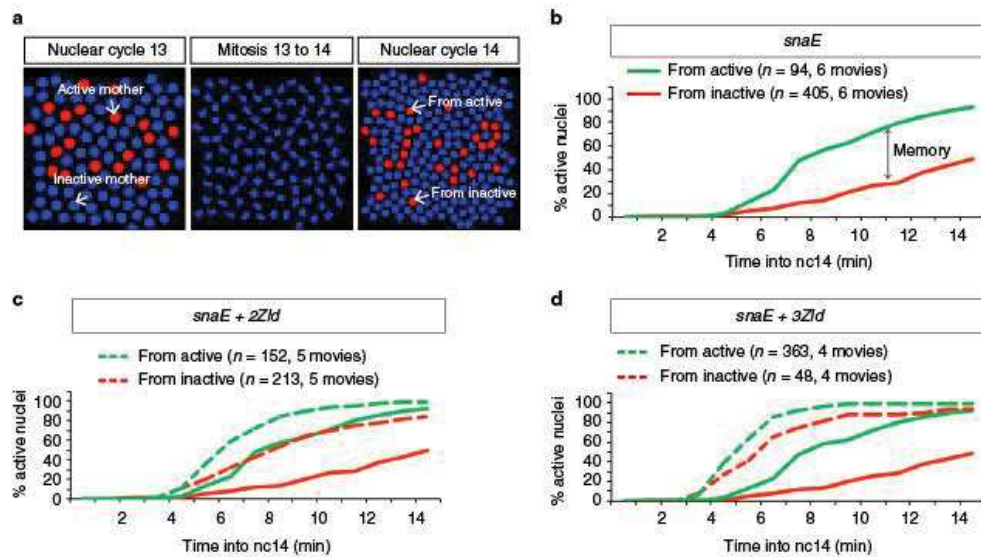 a
Nuclear cycle 13
Mitosis 13 to 14
Nuclear cycle 14
Active mother
Inactive mother
From active
From inactive
b
snaE
From active (n = 94, 6 movies)
From inactive (n = 405, 6 movies)
% active nuclei
100
80
60
40
20
0
Memory
2 4 6 8 10 12 14
Time into nc14 (min)
c
snaE + 2Zld
From active (n = 152, 5 movies)
From inactive (n = 213, 5 movies)
% active nuclei
100
80
60
40
20
0
2 4 6 8 10 12 14
Time into nc14 (min)
d
snaE + 3Zld
From active (n = 363, 4 movies)
From inactive (n = 48, 4 movies)
% active nuclei
100
80
60
40
20
0
2 4 6 8 10 12 14
Time into nc14 (min)